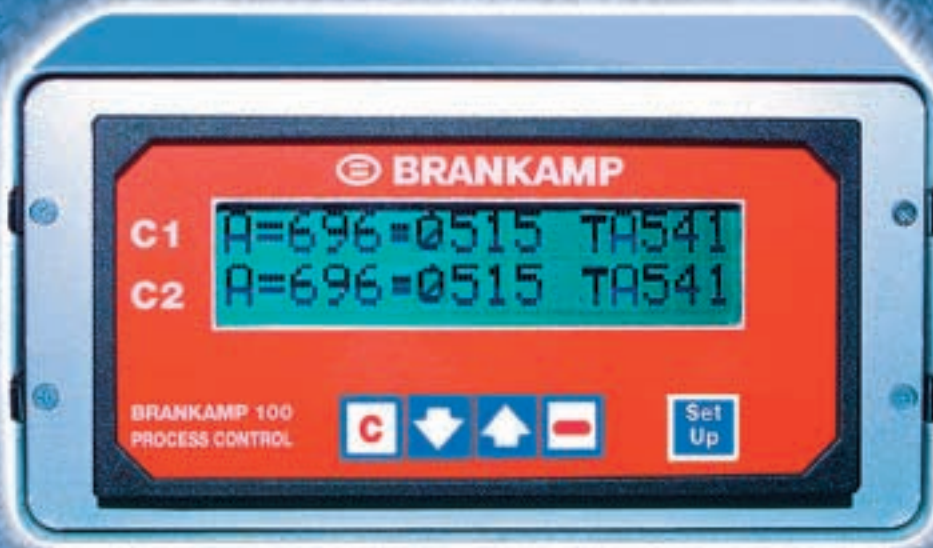 BRANKAMP
C1 A=696=0515 TA541
C2 A=696=0515 TA541
BRANKAMP 100
PROCESS CONTROL
C
Set
Up